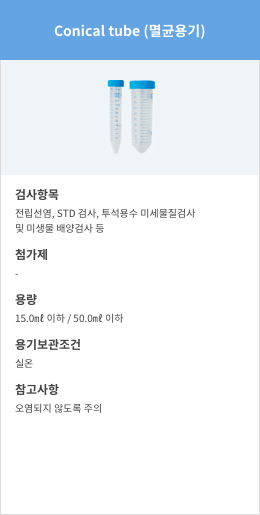 Conical tube (멸균용기)
검사항목
전립선염, STD 검사, 투석용수 미세물질검사
및 미생물 배양검사 등
첨가제
-
용량
15.0㎖ 이하 / 50.0㎖ 이하
용기보관조건
실온
참고사항
오염되지 않도록 주의